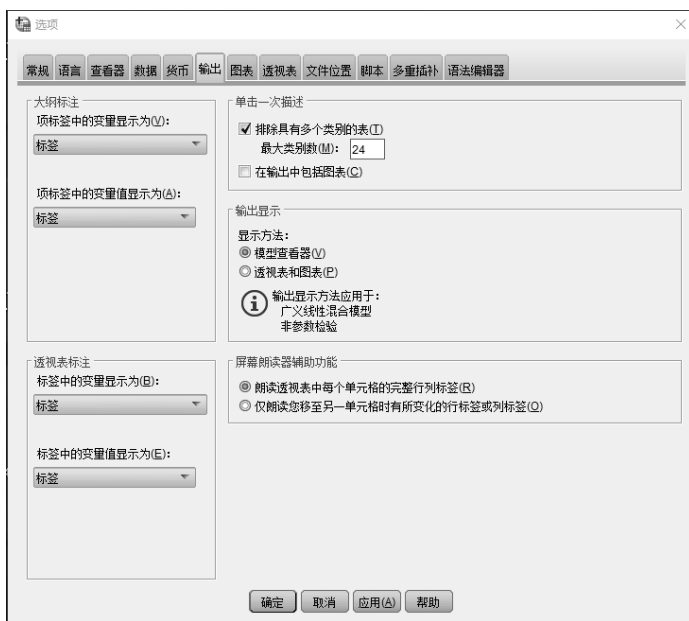 选项
常规 语言 查看器 数据 货币 输出 图表 透视表 文件位置 脚本 多重插补 语法编辑器
大纲标注
项标签中的变量显示为(V):
标签
项标签中的变量值显示为(A):
标签
单击一次描述
排除具有多个类别的表(T)
最大类别数(M): 24
在输出中包括图表(C)
输出显示
显示方法:
模型查看器(V)
透视表和图表(P)
输出显示方法应用于:
广义线性混合模型
非参数检验
透视表标注
标签中的变量显示为(B):
标签
标签中的变量值显示为(E):
标签
屏幕朗读器辅助功能
朗读透视表中每个单元格的完整行列标签(R)
仅朗读您移至另一单元格时有所变化的行标签或列标签(O)
确定 取消 应用(A) 帮助